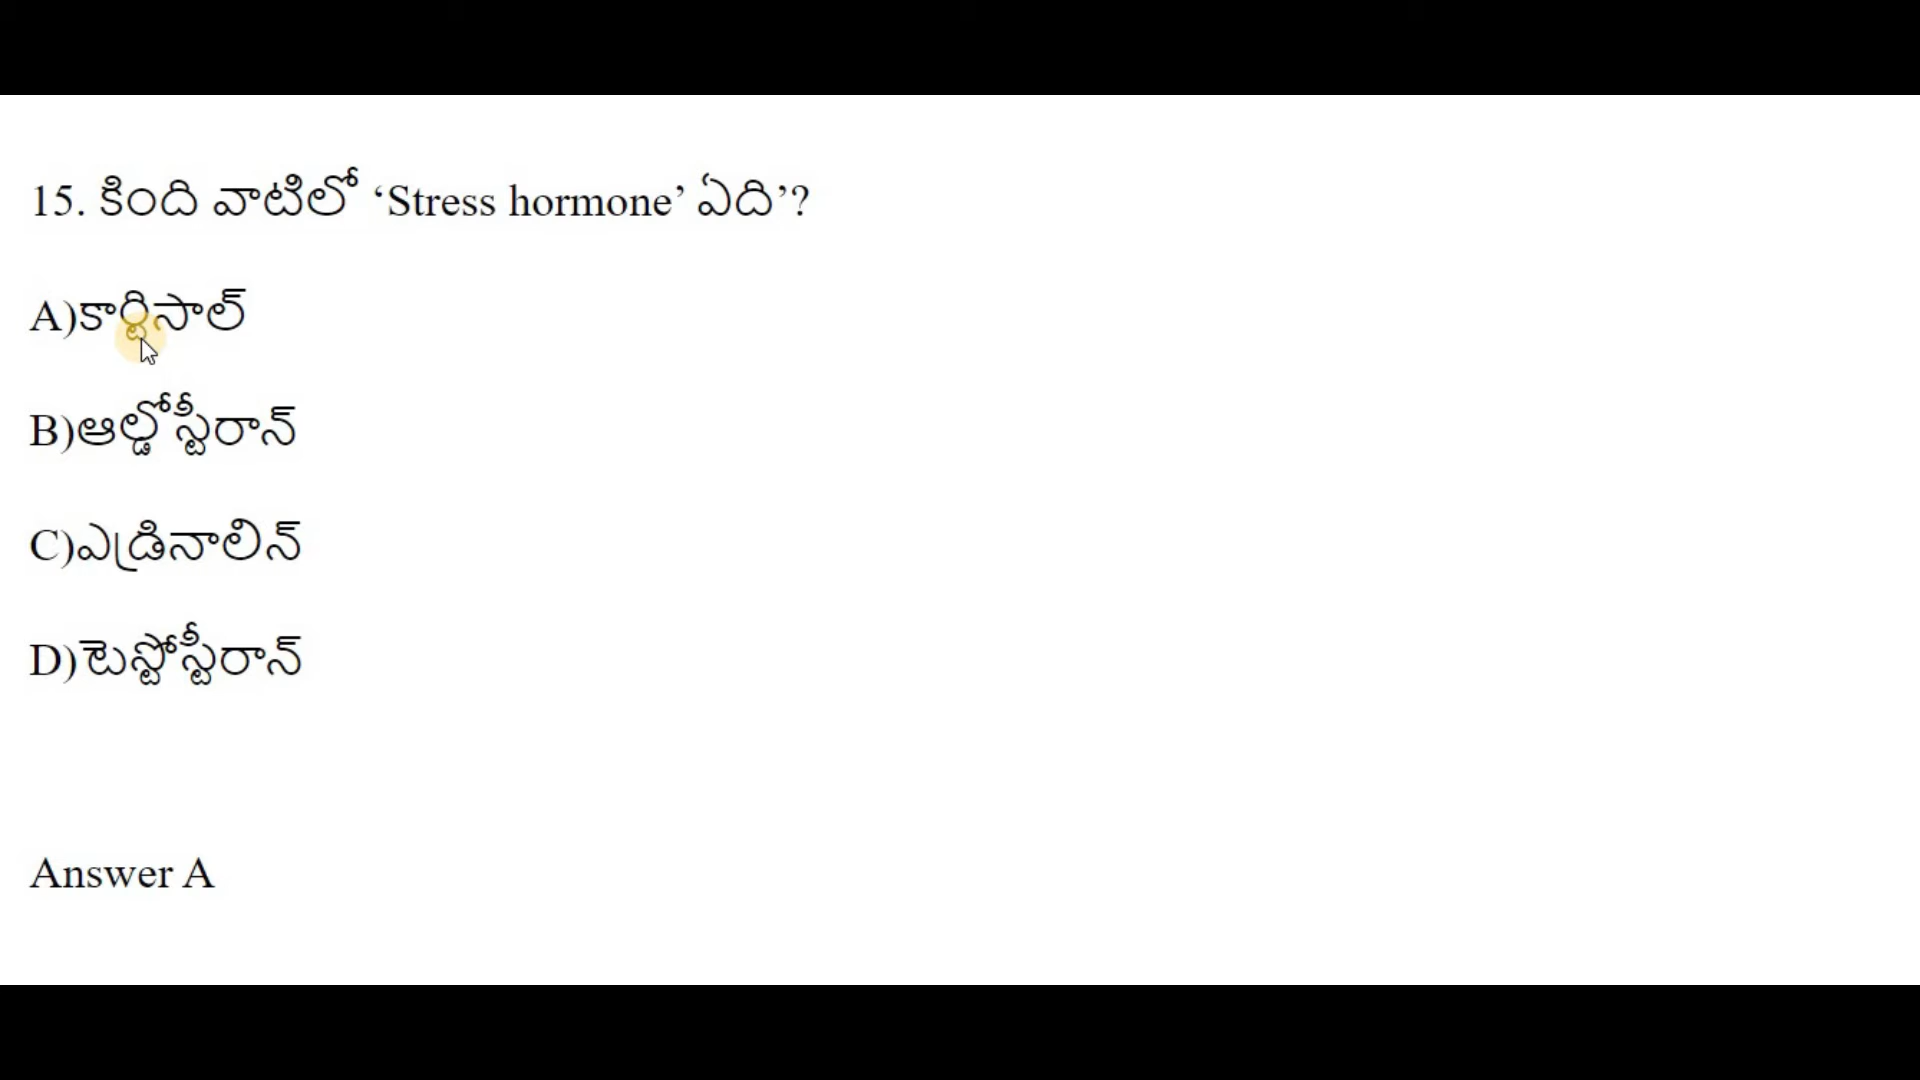 15. కింది వాటిలో ‘Stress hormone’ ఏది’?
A)కార్టిసాల్
B)ఆల్డోస్టీరాన్
C)ఎడ్రినాలిన్
D)టెస్టోస్టీరాన్
Answer A